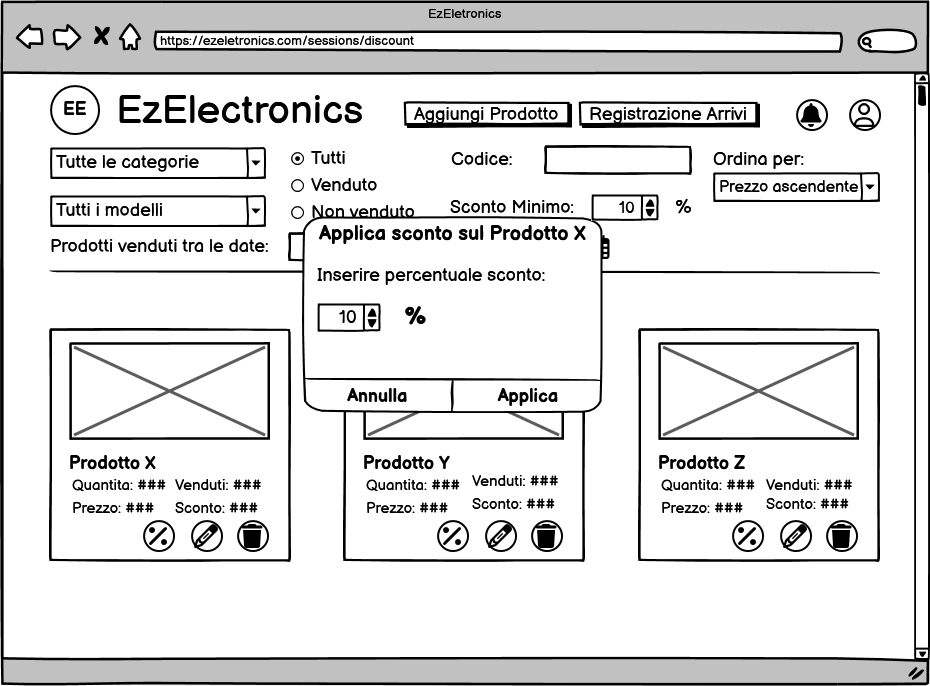 EzEletronics
https://ezeletronics.com/sessions/discount
EE
EzElectronics
Aggiungi Prodotto
Registrazione Arrivi
Tutte le categorie
Tutti
Codice:
Ordina per:
Venduto
Prezzo ascendente
Tutti i modelli
Non venduto
Sconto Minimo:
10
%
Prodotti venduti tra le date:
Applica sconto sul Prodotto X
Inserire percentuale sconto:
10
%
Annulla
Applica
Prodotto X
Quantita: ###
Venduti: ###
Prezzo: ###
Sconto: ###
Prodotto Y
Quantita: ###
Venduti: ###
Prezzo: ###
Sconto: ###
Prodotto Z
Quantita: ###
Venduti: ###
Prezzo: ###
Sconto: ###